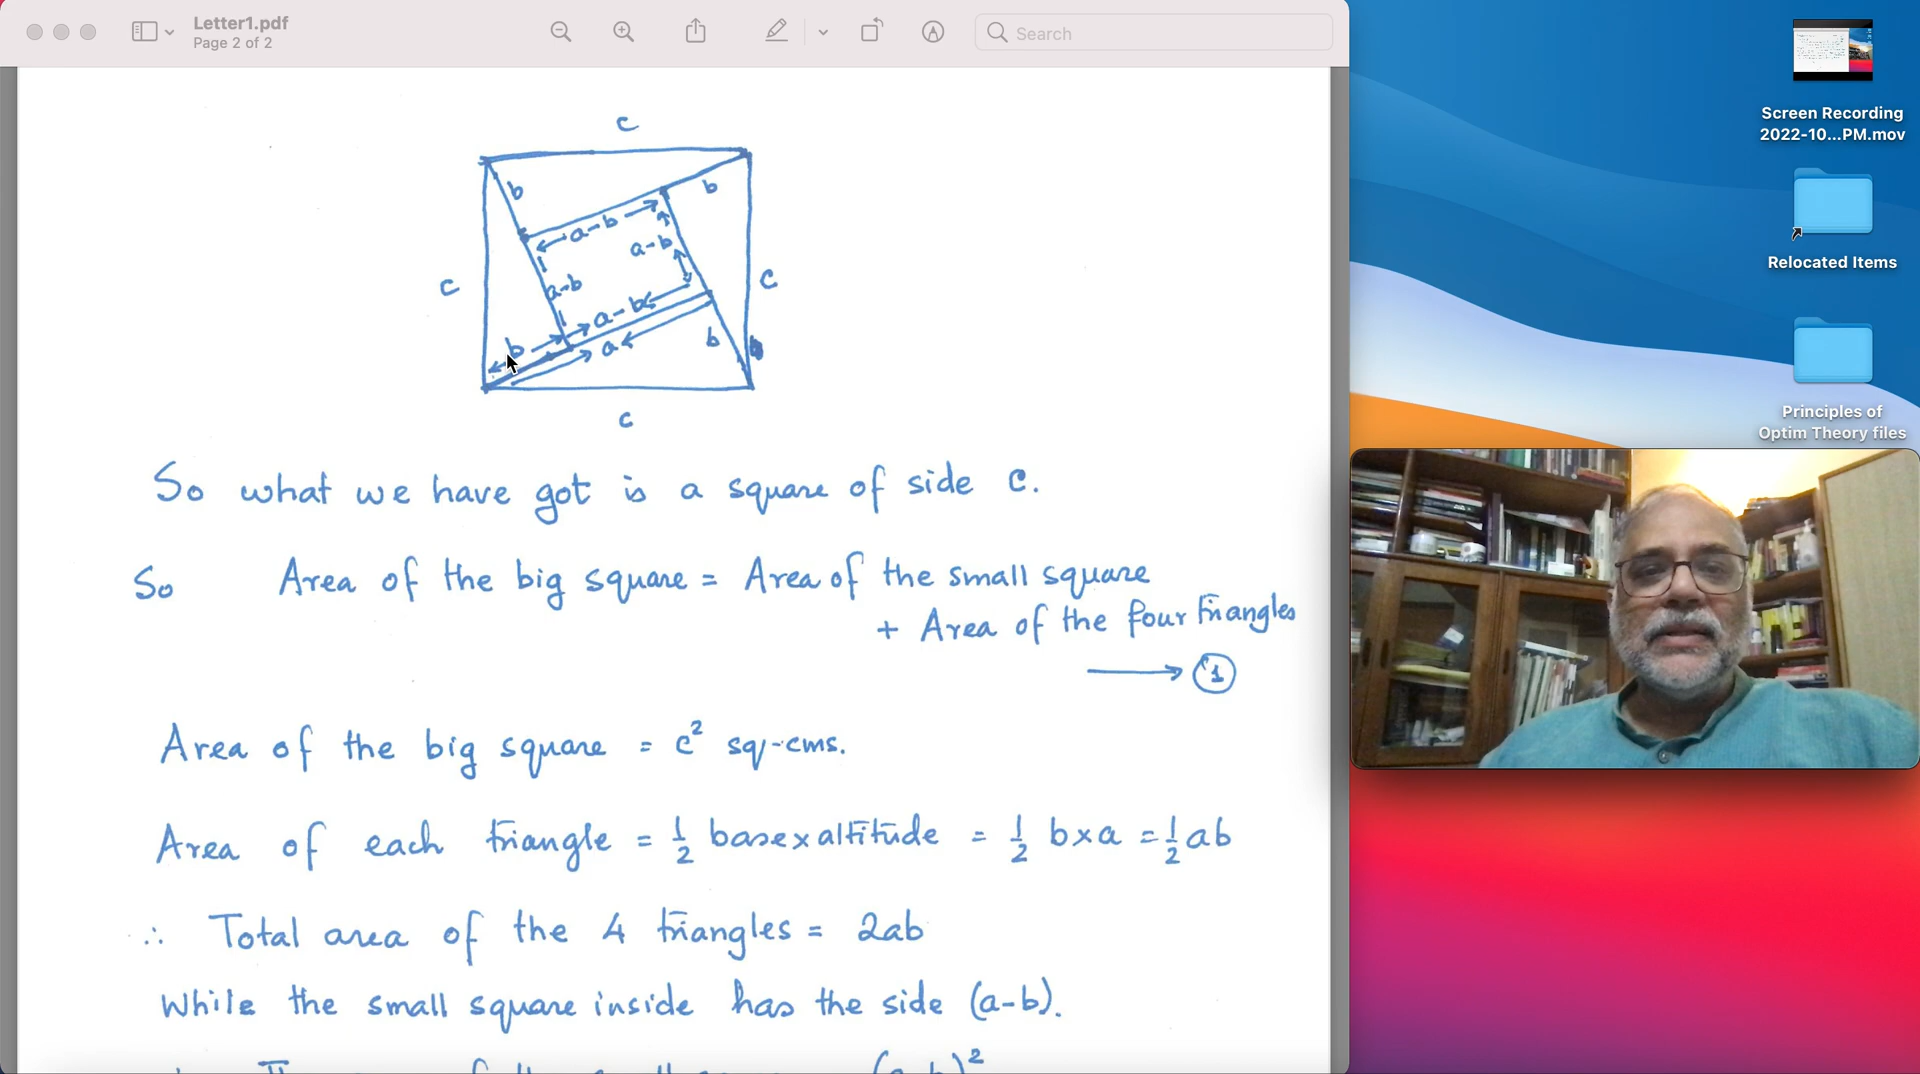 Letter1.pdf
Page 2 of 2
Search
c
b
b
a-b
a-b
c
c
a-b
a-b
b
a
b
c
So what we have got is a square of side c.
So Area of the big square = Area of the small square
+ Area of the four triangles
→ 1
Area of the big square = c² sq-cms.
Area of each triangle = 1/2 base x altitude = 1/2 b x a = 1/2 ab
∴ Total area of the 4 triangles = 2ab
While the small square inside has the side (a-b).
Screen Recording
2022-10...PM.mov
Relocated Items
Principles of
Optim Theory files